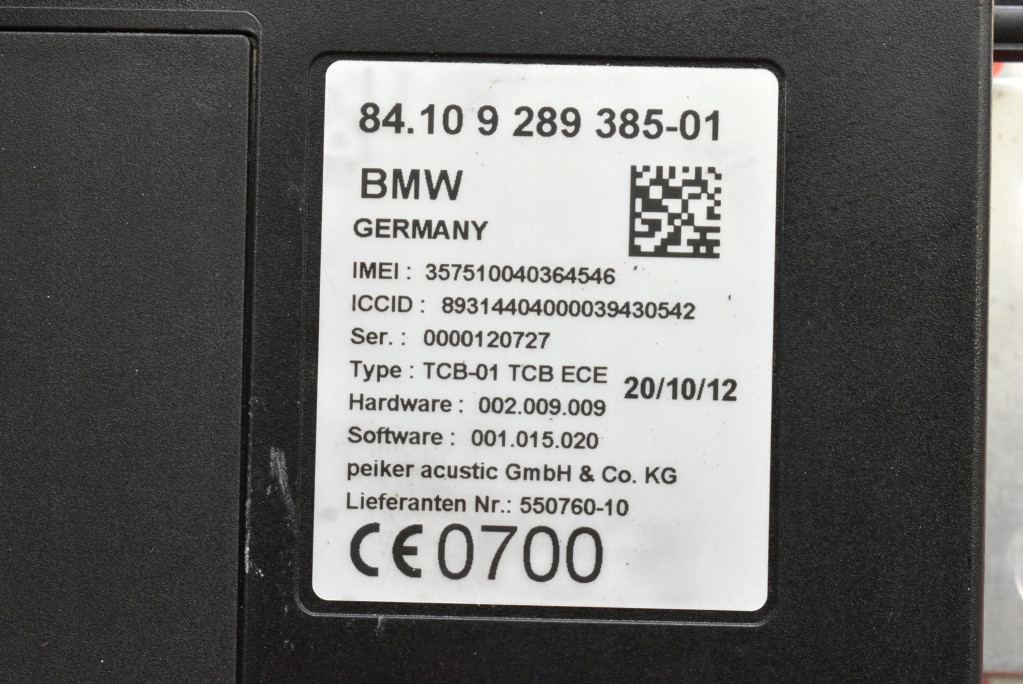 84.10 9 289 385-01
BMW
GERMANY
IMEI : 357510040364546
ICCID : 89314404000039430542
Ser. : 0000120727
Type : TCB-01 TCB ECE
20/10/12
Hardware : 002.009.009
Software : 001.015.020
peiker acustic GmbH & Co. KG
Lieferanten Nr.: 550760-10
CE0700